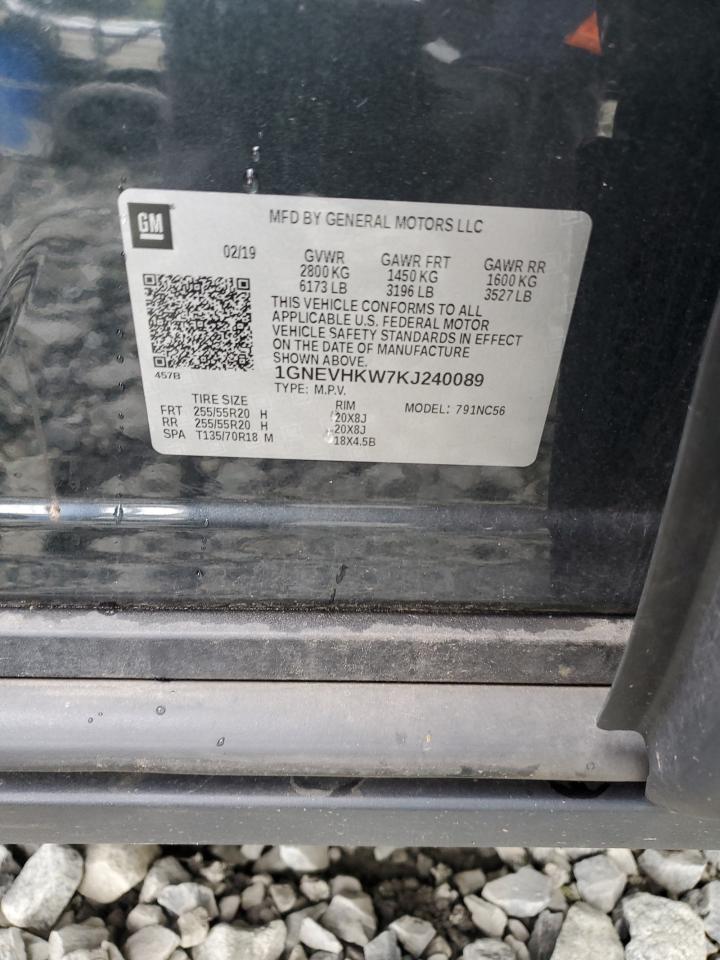 GM
MFD BY GENERAL MOTORS LLC
02/19 GVWR GAWR FRT GAWR RR
2800 KG 1450 KG 1600 KG
6173 LB 3196 LB 3527 LB
THIS VEHICLE CONFORMS TO ALL
APPLICABLE U.S. FEDERAL MOTOR
VEHICLE SAFETY STANDARDS IN EFFECT
ON THE DATE OF MANUFACTURE
SHOWN ABOVE.
457B
1GNEVHKW7KJ240089
TYPE: M.P.V.
TIRE SIZE RIM MODEL: 791NC56
FRT 255/55R20 H 20X8J
RR 255/55R20 H 20X8J
SPA T135/70R18 M 18X4.5B